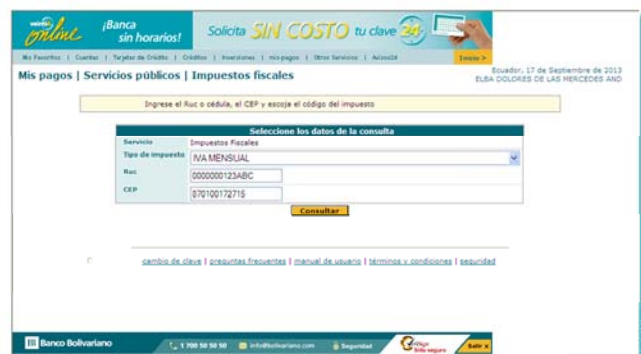 online
¡Banca
sin horarios!
Solicita SIN COSTO tu clave 24
Mis Favoritos | Cuentas | Tarjetas de Crédito | Créditos | Inversiones | mis pagos | Otros Servicios | Avisos24
Inicio >
Mis pagos | Servicios públicos | Impuestos fiscales
Ecuador, 17 de Septiembre de 2013
ELBA DOLORES DE LAS MERCEDES AND
Ingrese el Ruc o cédula, el CEP y escoja el código del impuesto
Seleccione los datos de la consulta
Servicio Impuestos Fiscales
Tipo de impuesto IVA MENSUAL
Ruc 0000000123ABC
CEP 870100172715
Consultar
cambio de clave | preguntas frecuentes | manual de usuario | términos y condiciones | seguridad
Banco Bolivariano
1 700 50 50 50
info@bolivariano.com
Seguridad
Salir x